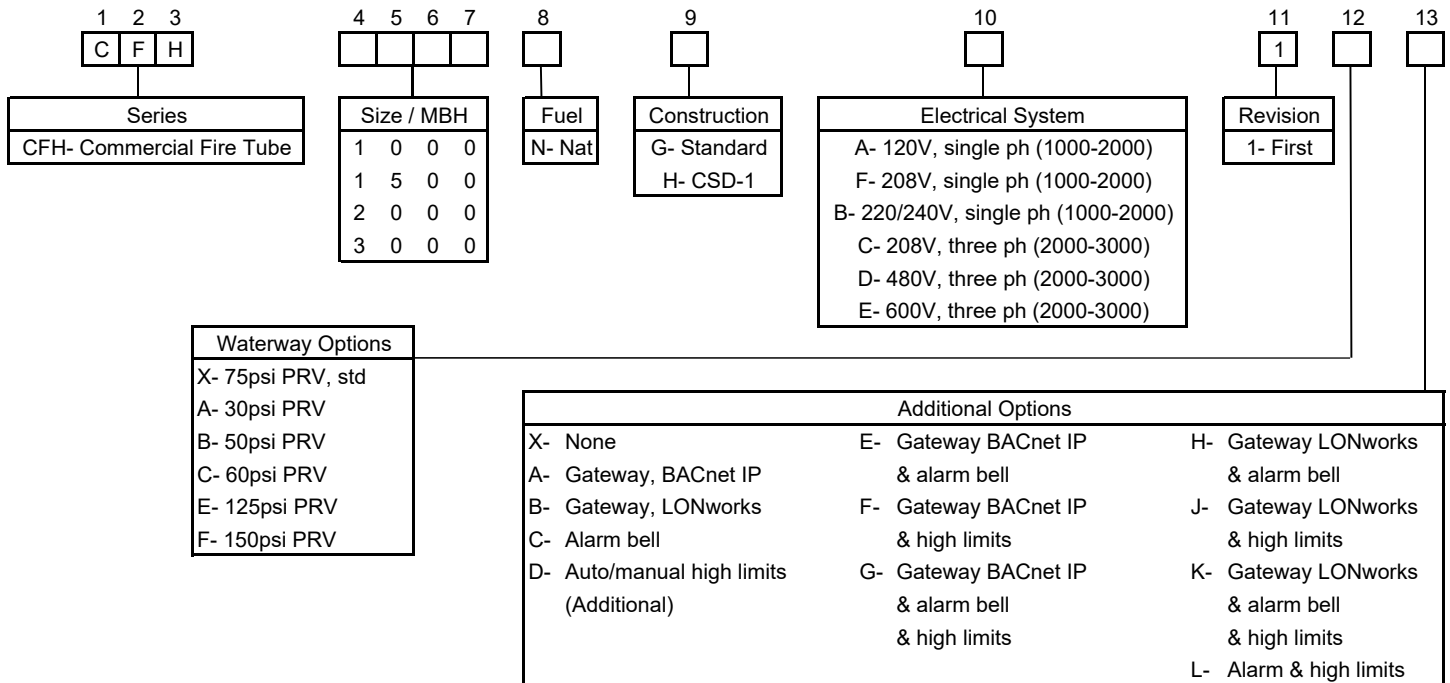 1 2 3 4 5 6 7 8 9 10 11 12 13
C F H 1
Series
CFH- Commercial Fire Tube
Size / MBH
1 0 0 0
1 5 0 0
2 0 0 0
3 0 0 0
Fuel
N- Nat
Construction
G- Standard
H- CSD-1
Electrical System
A- 120V, single ph (1000-2000)
F- 208V, single ph (1000-2000)
B- 220/240V, single ph (1000-2000)
C- 208V, three ph (2000-3000)
D- 480V, three ph (2000-3000)
E- 600V, three ph (2000-3000)
Revision
1- First
Waterway Options
X- 75psi PRV, std
A- 30psi PRV
B- 50psi PRV
C- 60psi PRV
E- 125psi PRV
F- 150psi PRV
Additional Options
X- None
A- Gateway, BACnet IP
B- Gateway, LONworks
C- Alarm bell
D- Auto/manual high limits
(Additional)
E- Gateway BACnet IP
& alarm bell
F- Gateway BACnet IP
& high limits
G- Gateway BACnet IP
& alarm bell
& high limits
H- Gateway LONworks
& alarm bell
J- Gateway LONworks
& high limits
K- Gateway LONworks
& alarm bell
& high limits
L- Alarm & high limits